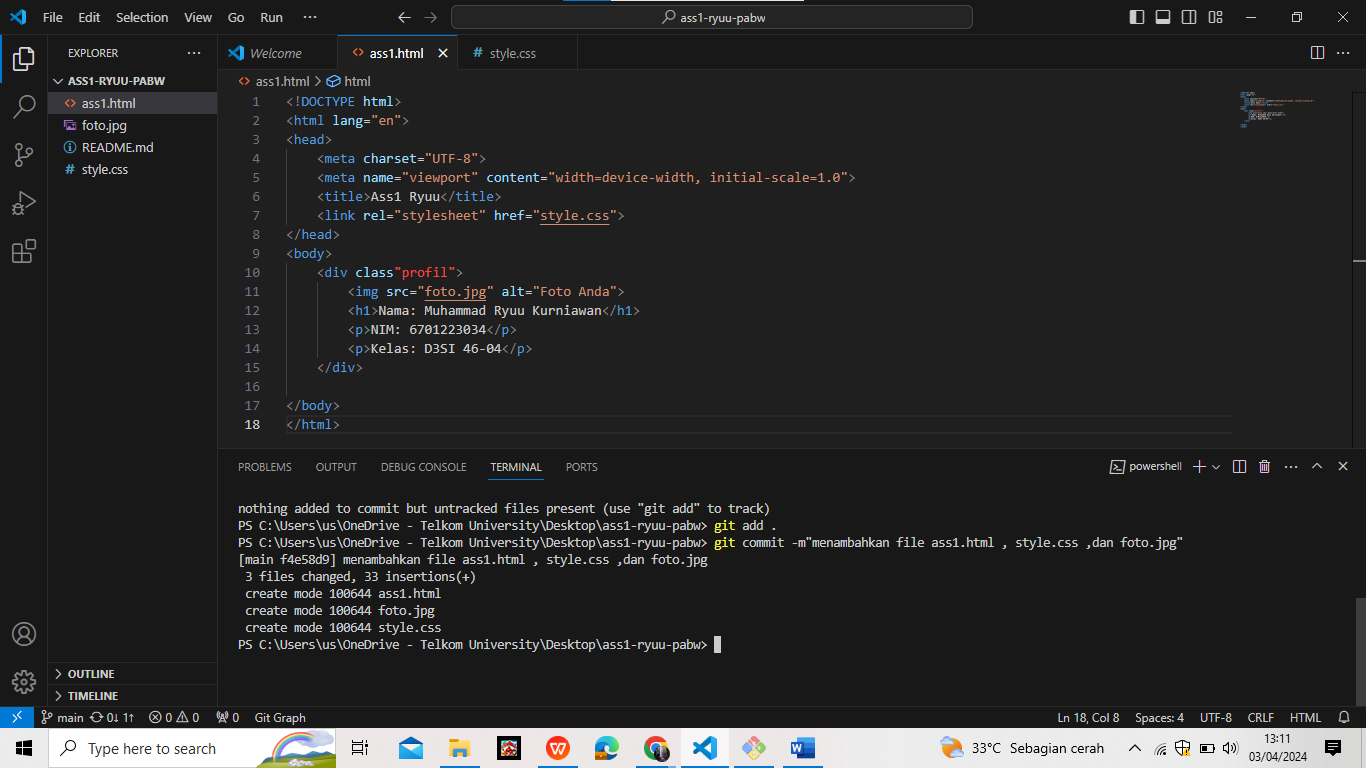 File Edit Selection View Go Run ···
ass1-ryuu-pabw
EXPLORER
ASS1-RYUU-PABW
ass1.html
foto.jpg
README.md
style.css
OUTLINE
TIMELINE
Welcome
ass1.html
style.css
ass1.html > html
1 <!DOCTYPE html>
2 <html lang="en">
3 <head>
4 <meta charset="UTF-8">
5 <meta name="viewport" content="width=device-width, initial-scale=1.0">
6 <title>Ass1 Ryuu</title>
7 <link rel="stylesheet" href="style.css">
8 </head>
9 <body>
10 <div class"profil">
11 <img src="foto.jpg" alt="Foto Anda">
12 <h1>Nama: Muhammad Ryuu Kurniawan</h1>
13 <p>NIM: 6701223034</p>
14 <p>Kelas: D3SI 46-04</p>
15 </div>
16
17 </body>
18 </html>
PROBLEMS OUTPUT DEBUG CONSOLE TERMINAL PORTS
powershell
nothing added to commit but untracked files present (use "git add" to track)
PS C:\Users\us\OneDrive - Telkom University\Desktop\ass1-ryuu-pabw> git add .
PS C:\Users\us\OneDrive - Telkom University\Desktop\ass1-ryuu-pabw> git commit -m"menambahkan file ass1.html , style.css ,dan foto.jpg"
[main f4e58d9] menambahkan file ass1.html , style.css ,dan foto.jpg
3 files changed, 33 insertions(+)
create mode 100644 ass1.html
create mode 100644 foto.jpg
create mode 100644 style.css
PS C:\Users\us\OneDrive - Telkom University\Desktop\ass1-ryuu-pabw>
main 0↓ 1↑ 0 0 0 Git Graph
Ln 18, Col 8 Spaces: 4 UTF-8 CRLF HTML
Type here to search
33°C Sebagian cerah
13:11
03/04/2024